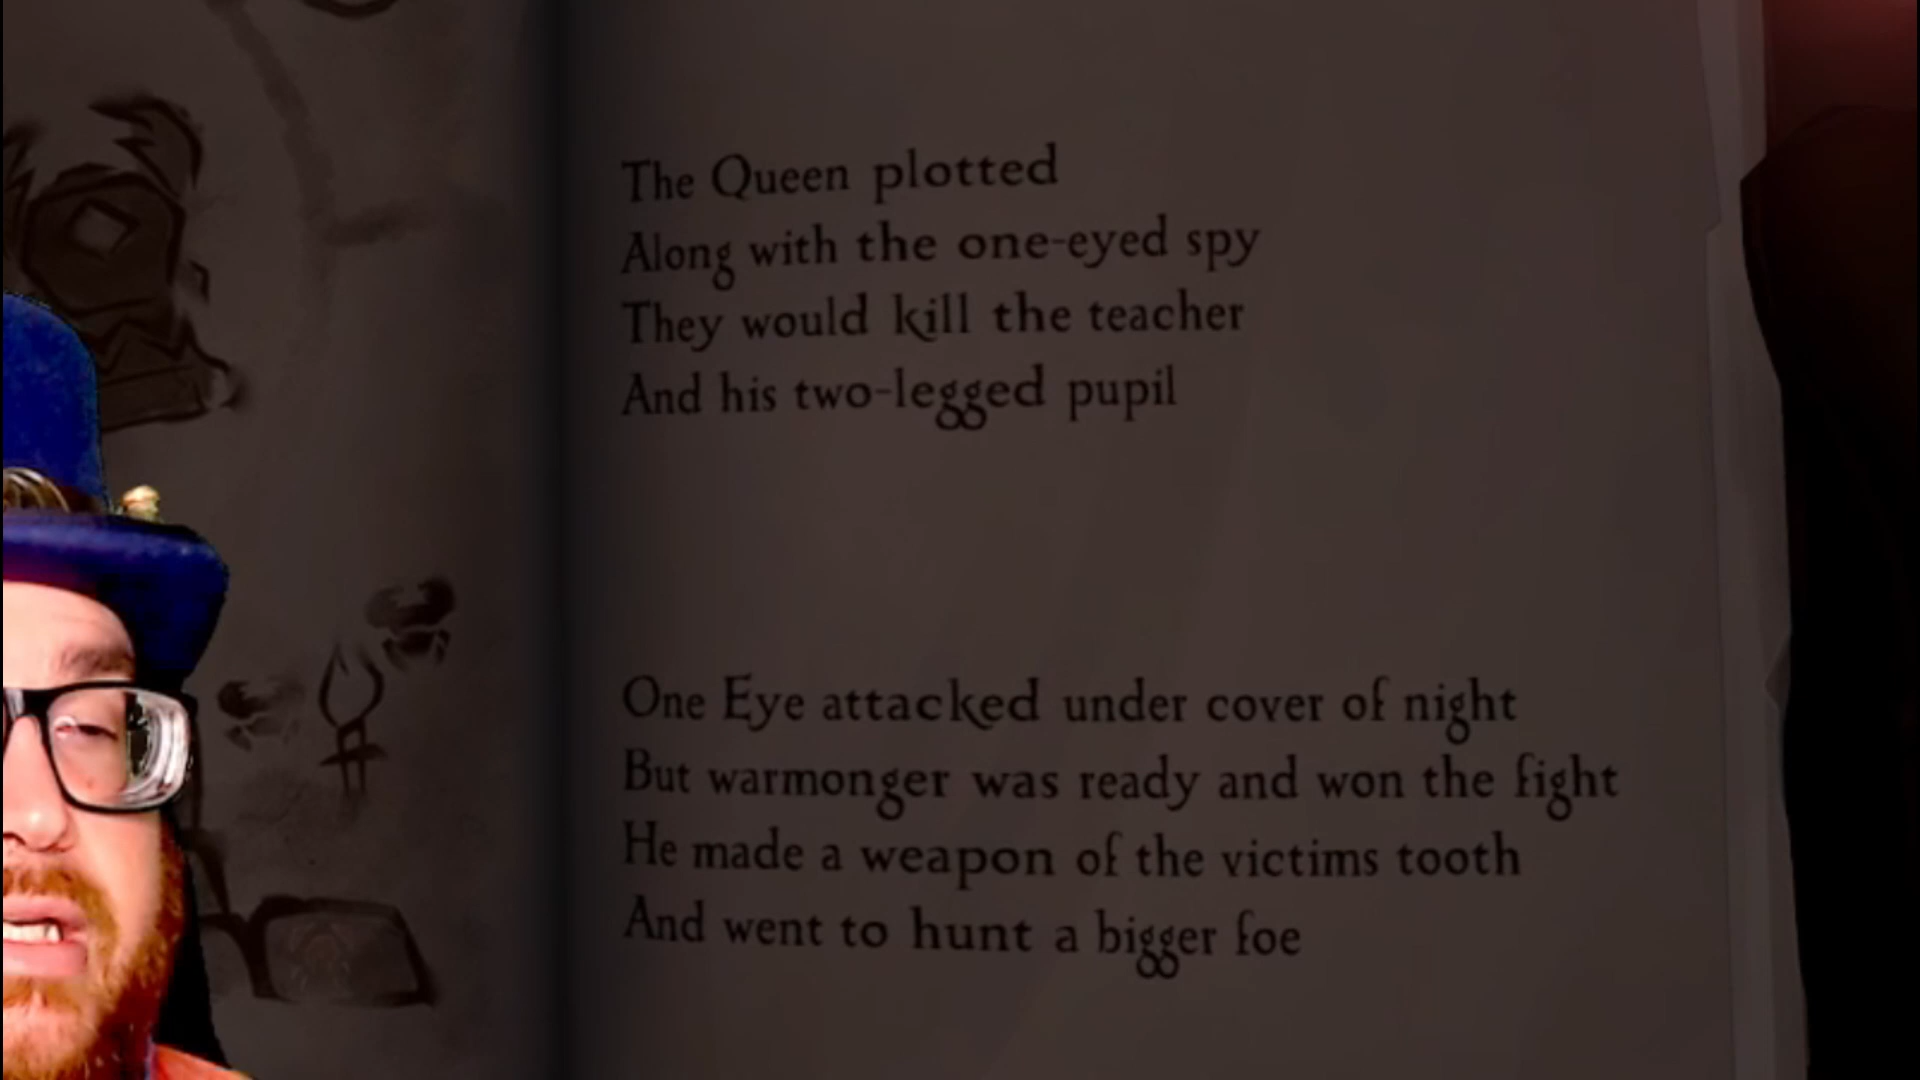 The Queen plotted
Along with the one-eyed spy
They would kill the teacher
And his two-legged pupil
One Eye attacked under cover of night
But warmonger was ready and won the fight
He made a weapon of the victims tooth
And went to hunt a bigger foe